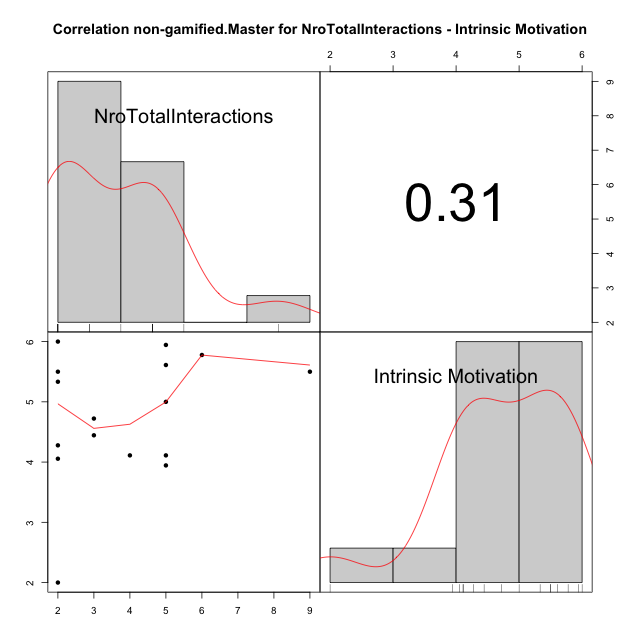 Correlation non-gamified.Master for NroTotalInteractions - Intrinsic Motivation
2 3 4 5 6
NroTotalInteractions
0.31
9
8
7
6
5
4
3
2
6
5
4
3
2
Intrinsic Motivation
2 3 4 5 6 7 8 9